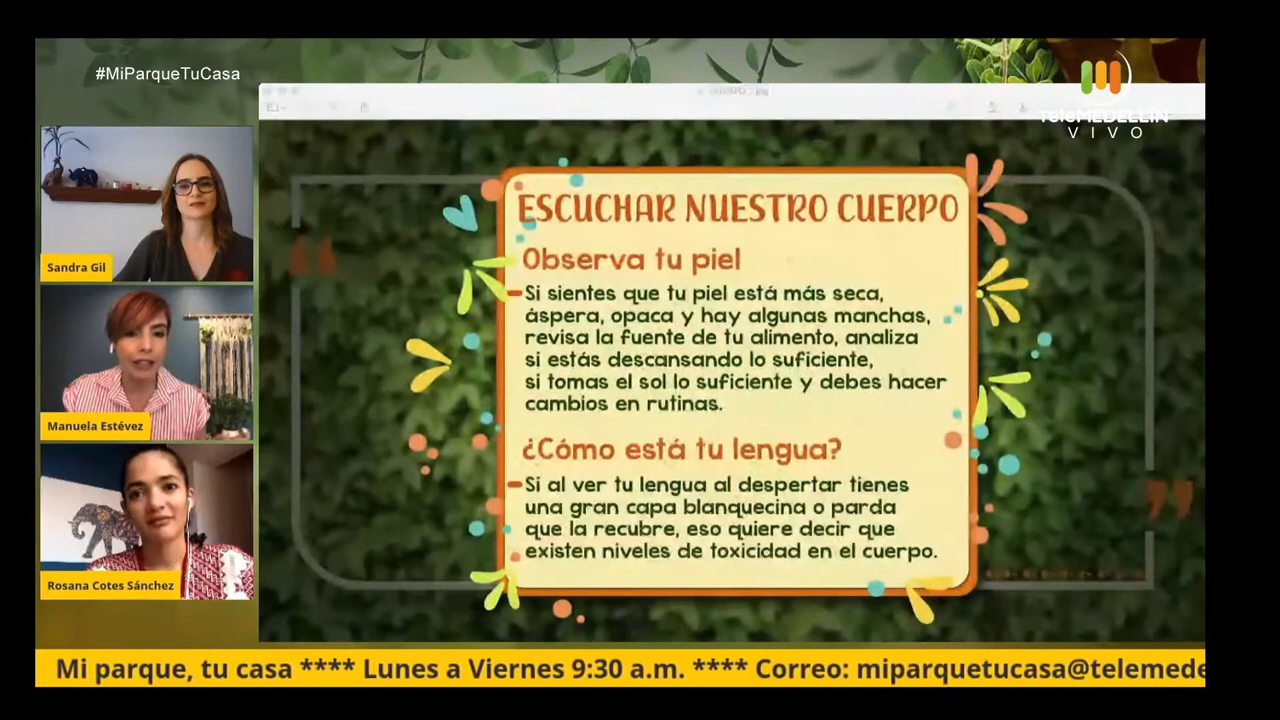 #MiParqueTuCasa
TeleMEDELLÍN
VIVO
Sandra Gil
Manuela Estévez
Rosana Cotes Sánchez
ESCUCHAR NUESTRO CUERPO
Observa tu piel
Si sientes que tu piel está más seca,
áspera, opaca y hay algunas manchas,
revisa la fuente de tu alimento, analiza
si estás descansando lo suficiente,
si tomas el sol lo suficiente y debes hacer
cambios en rutinas.
¿Cómo está tu lengua?
Si al ver tu lengua al despertar tienes
una gran capa blanquecina o parda
que la recubre, eso quiere decir que
existen niveles de toxicidad en el cuerpo.
Mi parque, tu casa **** Lunes a Viernes 9:30 a.m. **** Correo: miparquetucasa@telemede